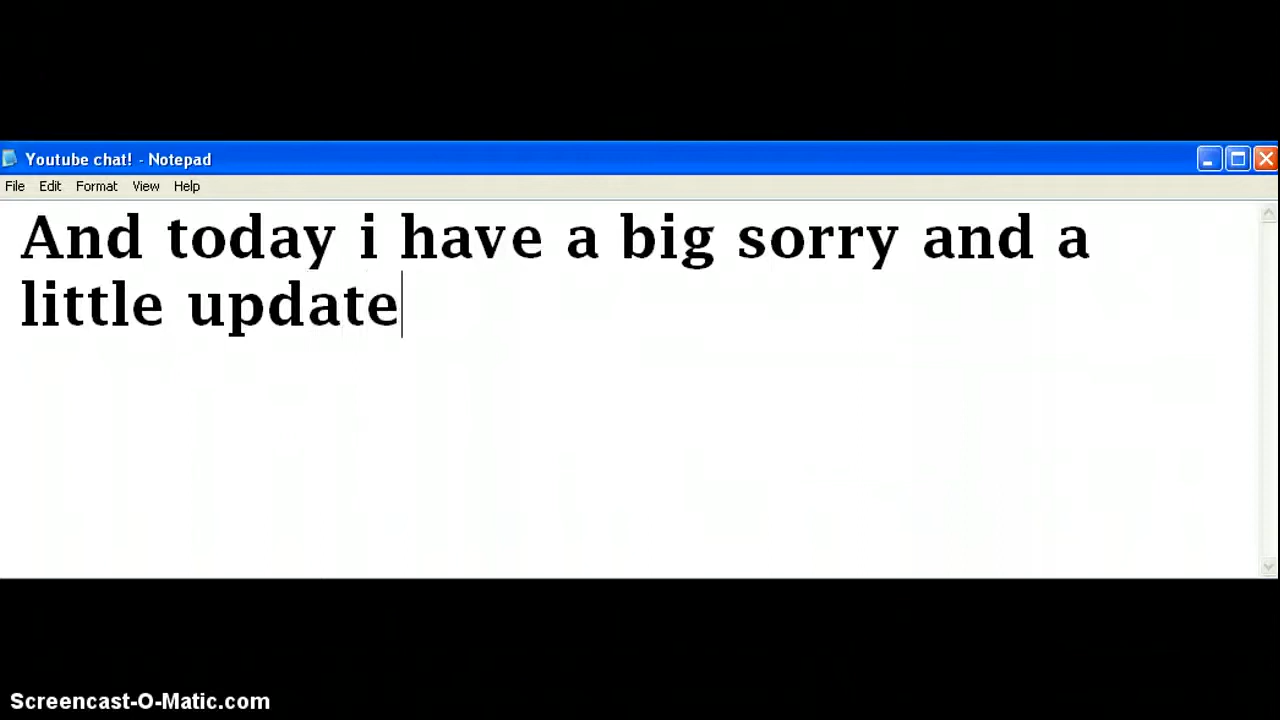 Youtube chat! - Notepad
File Edit Format View Help
And today i have a big sorry and a
little update
Screencast-O-Matic.com